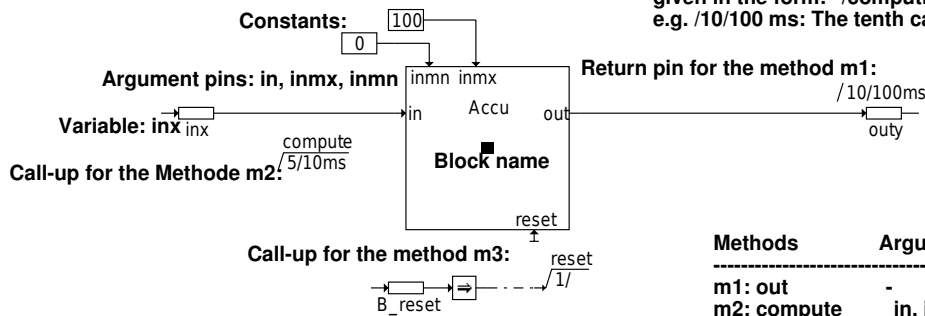 given in the form: "/comput
e.g. /10/100 ms: The tenth ca
Constants:
100
0
Argument pins: in, inmx, inmn
inmn inmx
Return pin for the method m1:
/10/100ms
Accu
in
out
outy
Variable: inx
inx
compute
/5/10ms
Block name
Call-up for the Methode m2:
reset
Call-up for the method m3:
reset
1/
B_reset
Methods Argu
m1: out -
m2: compute in, i